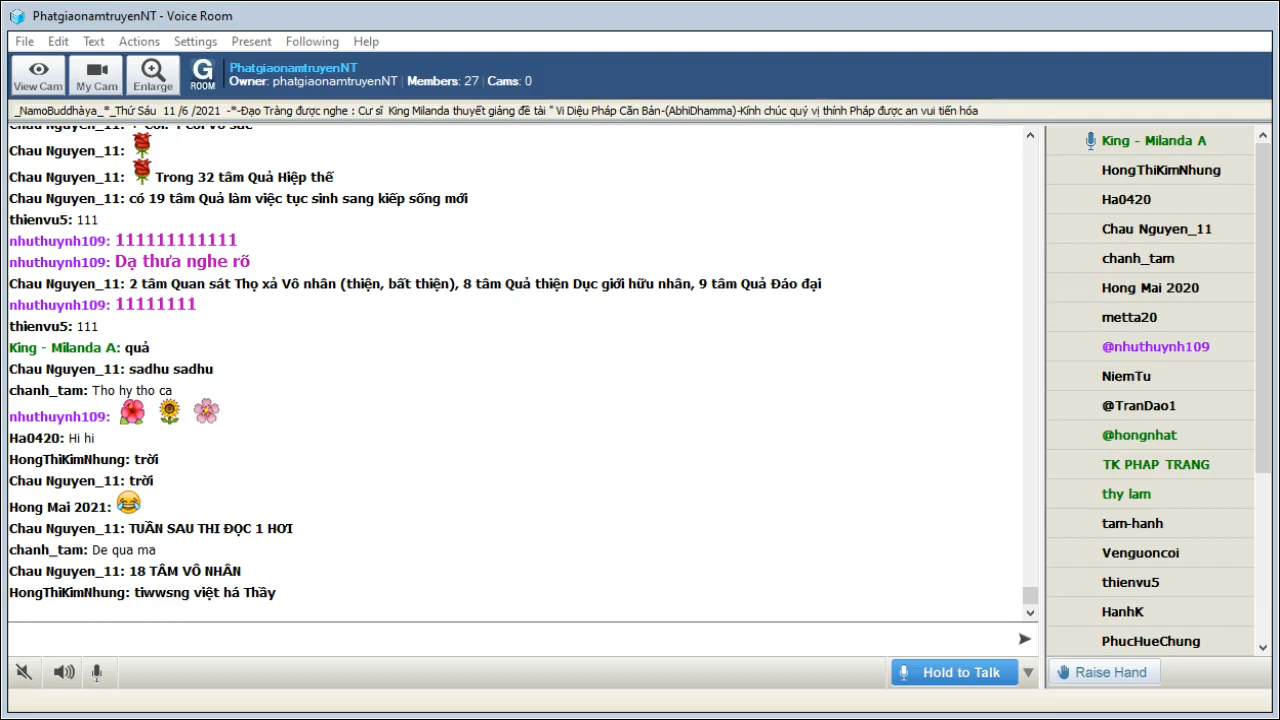 PhatgiaonamtruyenNT - Voice Room
File Edit Text Actions Settings Present Following Help
View Cam My Cam Enlarge G ROOM
PhatgiaonamtruyenNT
Owner: phatgiaonamtruyenNT Members: 27 Cams: 0
_NamoBuddhàya_*_Thứ Sáu 11/6 /2021 -*-Đạo Tràng được nghe : Cư sĩ King Milanda thuyết giảng đề tài " Vi Diệu Pháp Căn Bản-(AbhiDhamma)-Kính chúc quý vị thính Pháp được an vui tiến hóa
Chau Nguyen_11:
Chau Nguyen_11: Trong 32 tâm Quả Hiệp thế
Chau Nguyen_11: có 19 tâm Quả làm việc tục sinh sang kiếp sống mới
thienvu5: 111
nhuthuynh109: 111111111111
nhuthuynh109: Dạ thưa nghe rõ
Chau Nguyen_11: 2 tâm Quan sát Thọ xả Vô nhân (thiện, bất thiện), 8 tâm Quả thiện Dục giới hữu nhân, 9 tâm Quả Đáo đại
nhuthuynh109: 11111111
thienvu5: 111
King - Milanda A: quả
Chau Nguyen_11: sadhu sadhu
chanh_tam: Tho hy tho ca
nhuthuynh109:
Ha0420: Hi hi
HongThiKimNhung: trời
Chau Nguyen_11: trời
Hong Mai 2021:
Chau Nguyen_11: TUẦN SAU THI ĐỌC 1 HƠI
chanh_tam: De qua ma
Chau Nguyen_11: 18 TÂM VÔ NHÂN
HongThiKimNhung: tiwwsng việt há Thầy
King - Milanda A
HongThiKimNhung
Ha0420
Chau Nguyen_11
chanh_tam
Hong Mai 2020
metta20
@nhuthuynh109
NiemTu
@TranDao1
@hongnhat
TK PHAP TRANG
thy lam
tam-hanh
Venguoncoi
thienvu5
HanhK
PhucHueChung
Hold to Talk
Raise Hand